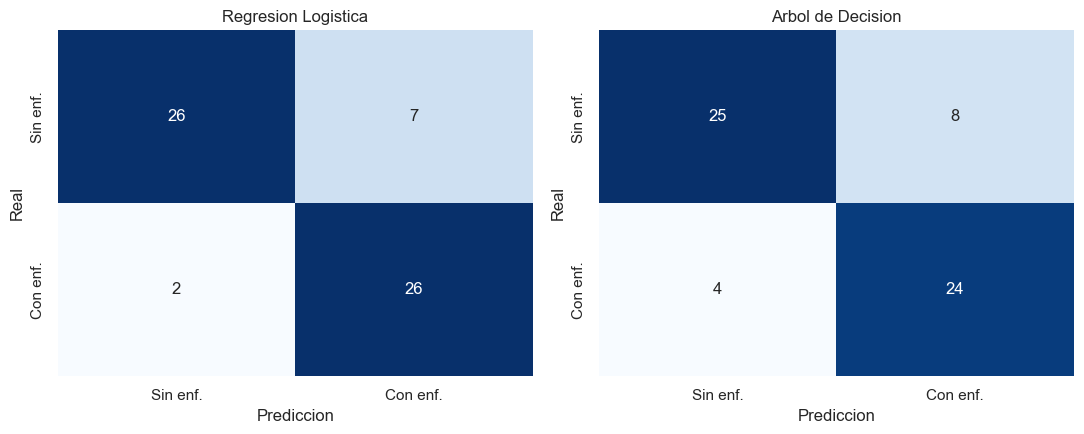 Regresion Logistica
Real
Sin enf.
26
7
Con enf.
2
26
Sin enf.
Con enf.
Prediccion
Arbol de Decision
Real
Sin enf.
25
8
Con enf.
4
24
Sin enf.
Con enf.
Prediccion